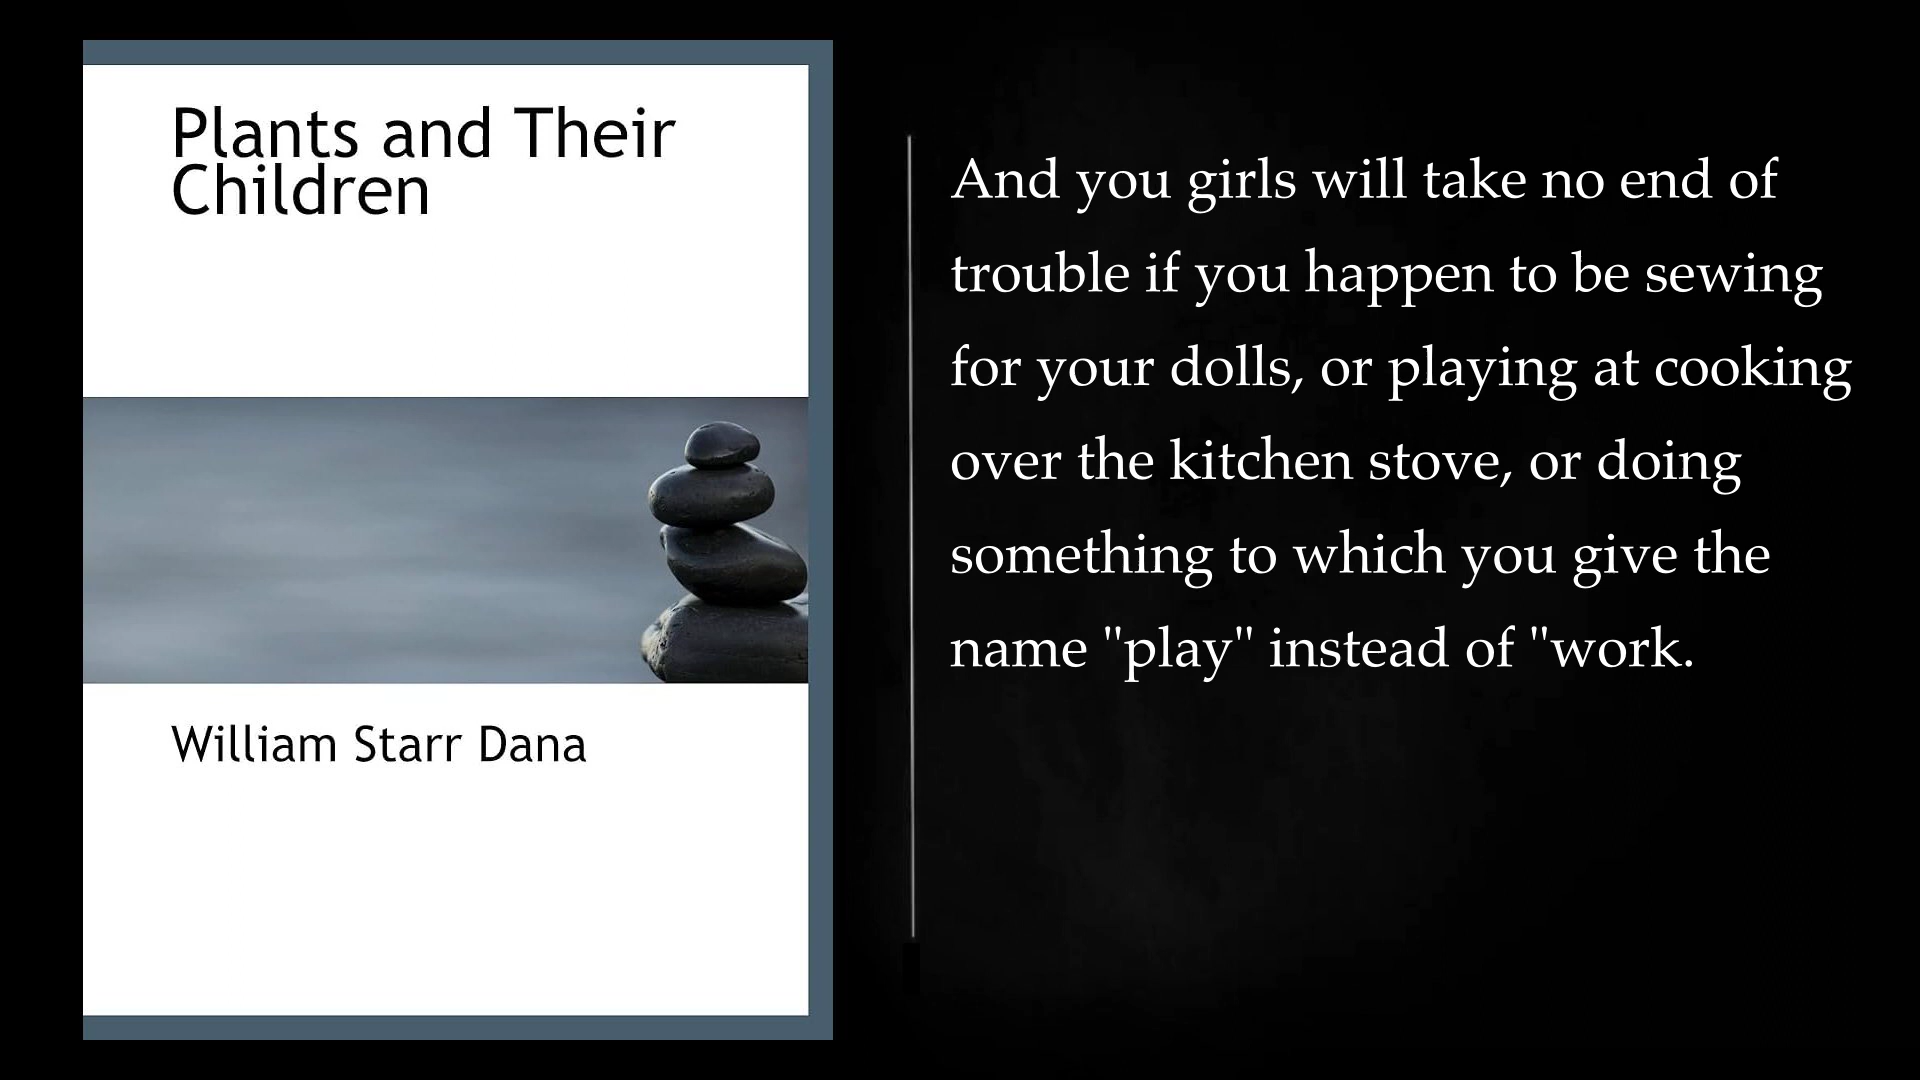 Plants and Their
Children
William Starr Dana
And you girls will take no end of
trouble if you happen to be sewing
for your dolls, or playing at cooking
over the kitchen stove, or doing
something to which you give the
name "play" instead of "work.